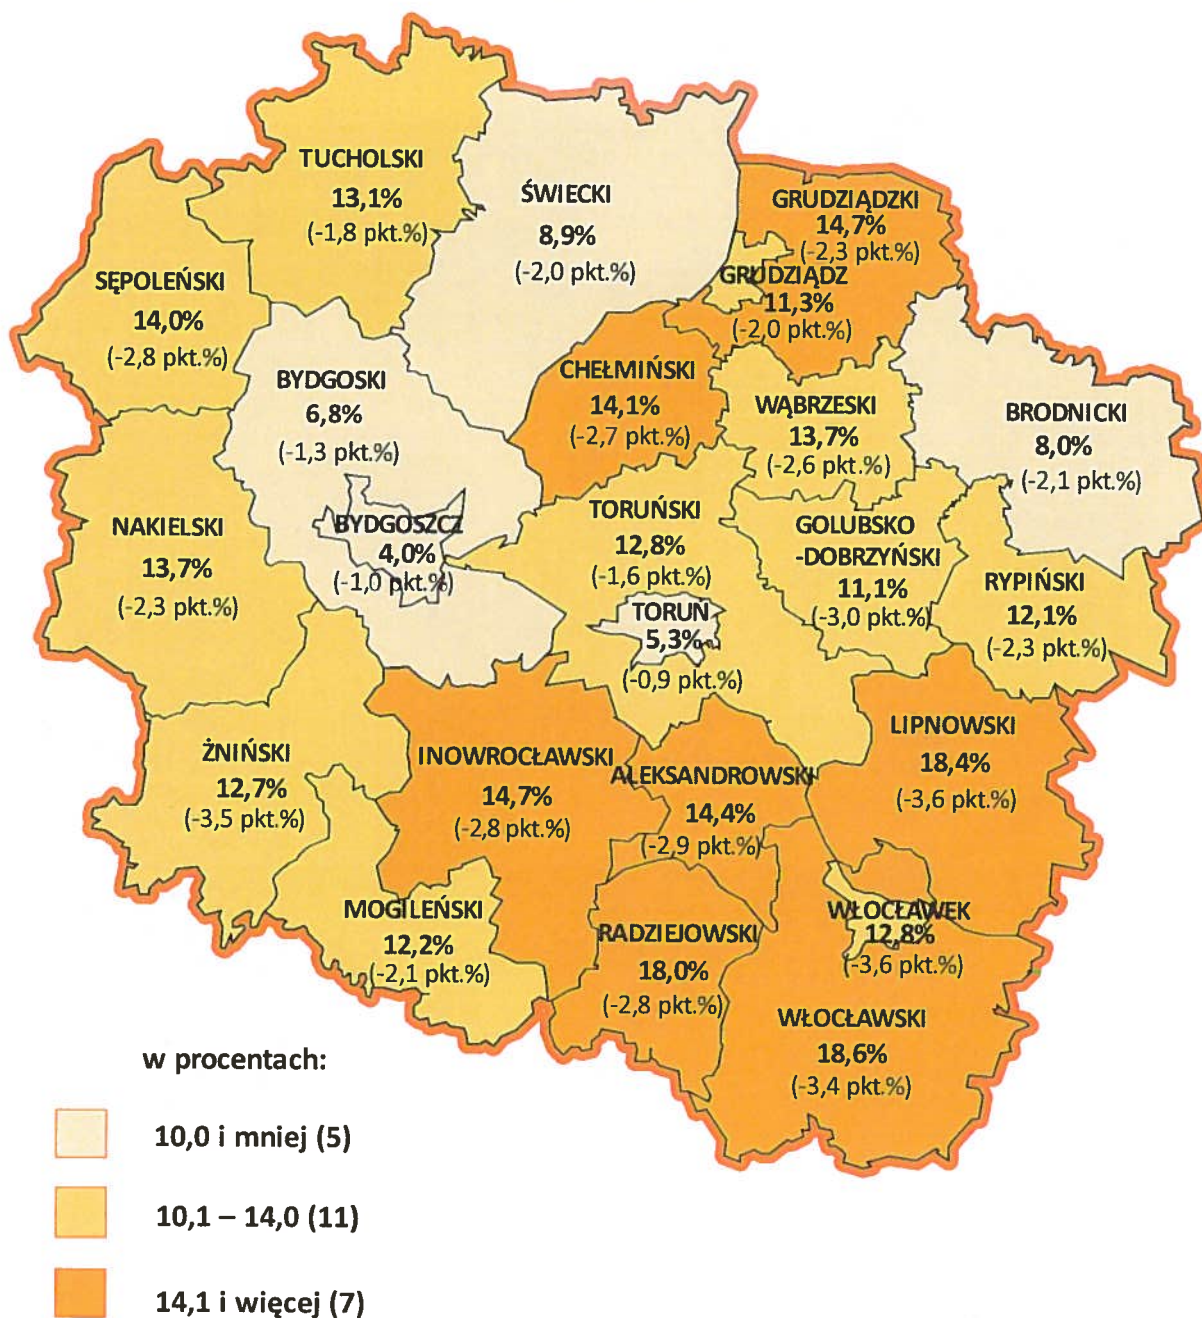 TUCHOLSKI
13,1%
(-1,8 pkt.%)
ŚWIECKI
8,9%
(-2,0 pkt.%)
GRUDZIĄDZKI
14,7%
(-2,3 pkt.%)
GRUDZIĄDZ
11,3%
(-2,0 pkt.%)
SĘPOLEŃSKI
14,0%
(-2,8 pkt.%)
BYDGOSKI
6,8%
(-1,3 pkt.%)
CHEŁMIŃSKI
14,1%
(-2,7 pkt.%)
WĄBRZESKI
13,7%
(-2,6 pkt.%)
BRODNICKI
8,0%
(-2,1 pkt.%)
NAKIELSKI
13,7%
(-2,3 pkt.%)
BYDGOSZCZ
4,0%
(-1,0 pkt.%)
TORUŃSKI
12,8%
(-1,6 pkt.%)
TORUŃ
5,3%
(-0,9 pkt.%)
GOLUBSKO
-DOBRZYŃSKI
11,1%
(-3,0 pkt.%)
RYPIŃSKI
12,1%
(-2,3 pkt.%)
ŻNIŃSKI
12,7%
(-3,5 pkt.%)
INOWROCŁAWSKI
14,7%
(-2,8 pkt.%)
ALEKSANDROWSKI
14,4%
(-2,9 pkt.%)
LIPNOWSKI
18,4%
(-3,6 pkt.%)
MOGILEŃSKI
12,2%
(-2,1 pkt.%)
RADZIEJOWSKI
18,0%
(-2,8 pkt.%)
WŁOCŁAWEK
12,8%
(-3,6 pkt.%)
WŁOCŁAWSKI
18,6%
(-3,4 pkt.%)
w procentach:
10,0 i mniej (5)
10,1 – 14,0 (11)
14,1 i więcej (7)